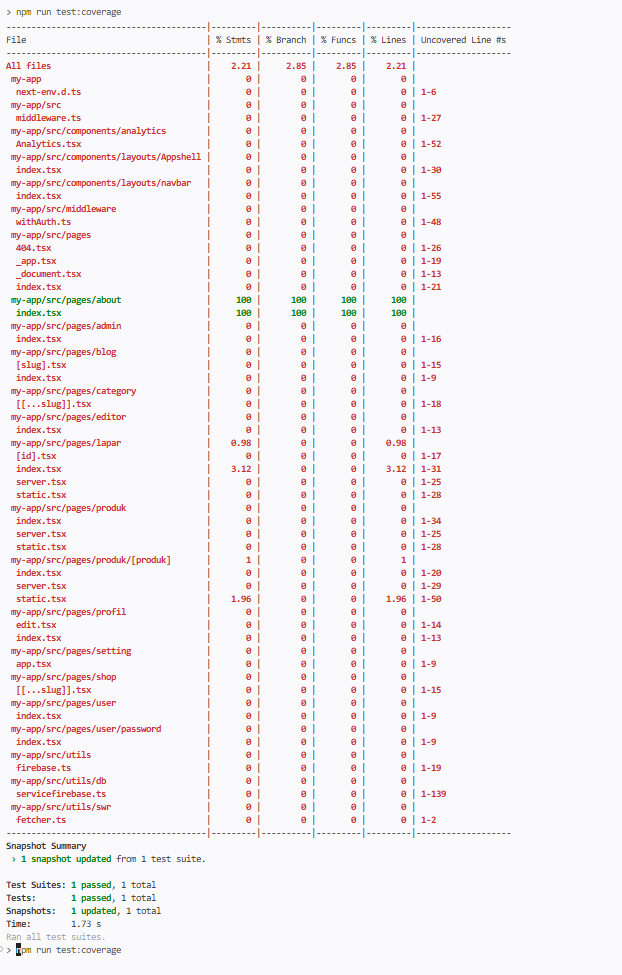 > npm run test:coverage
-----------------------------------|---------|----------|---------|---------|-------------------
File                               | % Stmts | % Branch | % Funcs | % Lines | Uncovered Line #s
-----------------------------------|---------|----------|---------|---------|-------------------
All files                          |    2.21 |     2.85 |    2.85 |    2.21 |
 my-app                            |       0 |        0 |       0 |       0 |
  next-env.d.ts                    |       0 |        0 |       0 |       0 | 1-6
 my-app/src                        |       0 |        0 |       0 |       0 |
  middleware.ts                    |       0 |        0 |       0 |       0 | 1-27
 my-app/src/components/analytics   |       0 |        0 |       0 |       0 |
  Analytics.tsx                    |       0 |        0 |       0 |       0 | 1-52
 my-app/src/components/layouts/Appshell |       0 |        0 |       0 |       0 |
  index.tsx                        |       0 |        0 |       0 |       0 | 1-30
 my-app/src/components/layouts/navbar |       0 |        0 |       0 |       0 |
  index.tsx                        |       0 |        0 |       0 |       0 | 1-55
 my-app/src/middleware             |       0 |        0 |       0 |       0 |
  withAuth.ts                      |       0 |        0 |       0 |       0 | 1-48
 my-app/src/pages                  |       0 |        0 |       0 |       0 |
  404.tsx                          |       0 |        0 |       0 |       0 | 1-26
  _app.tsx                         |       0 |        0 |       0 |       0 | 1-19
  _document.tsx                    |       0 |        0 |       0 |       0 | 1-13
  index.tsx                        |       0 |        0 |       0 |       0 | 1-21
 my-app/src/pages/about            |     100 |      100 |     100 |     100 |
  index.tsx                        |     100 |      100 |     100 |     100 |
 my-app/src/pages/admin            |       0 |        0 |       0 |       0 |
  index.tsx                        |       0 |        0 |       0 |       0 | 1-16
 my-app/src/pages/blog             |       0 |        0 |       0 |       0 |
  [slug].tsx                       |       0 |        0 |       0 |       0 | 1-15
  index.tsx                        |       0 |        0 |       0 |       0 | 1-9
 my-app/src/pages/category         |       0 |        0 |       0 |       0 |
  [[...slug]].tsx                  |       0 |        0 |       0 |       0 | 1-18
 my-app/src/pages/editor           |       0 |        0 |       0 |       0 |
  index.tsx                        |       0 |        0 |       0 |       0 | 1-13
 my-app/src/pages/lapar            |    0.98 |        0 |       0 |    0.98 |
  [id].tsx                         |       0 |        0 |       0 |       0 | 1-17
  index.tsx                        |    3.12 |        0 |       0 |    3.12 | 1-31
  server.tsx                       |       0 |        0 |       0 |       0 | 1-25
  static.tsx                       |       0 |        0 |       0 |       0 | 1-28
 my-app/src/pages/produk           |       0 |        0 |       0 |       0 |
  index.tsx                        |       0 |        0 |       0 |       0 | 1-34
  server.tsx                       |       0 |        0 |       0 |       0 | 1-25
  static.tsx                       |       0 |        0 |       0 |       0 | 1-28
 my-app/src/pages/produk/[produk]  |       1 |        0 |       0 |       1 |
  index.tsx                        |       0 |        0 |       0 |       0 | 1-20
  server.tsx                       |       0 |        0 |       0 |       0 | 1-29
  static.tsx                       |    1.96 |        0 |       0 |    1.96 | 1-50
 my-app/src/pages/profil           |       0 |        0 |       0 |       0 |
  edit.tsx                         |       0 |        0 |       0 |       0 | 1-14
  index.tsx                        |       0 |        0 |       0 |       0 | 1-13
 my-app/src/pages/setting          |       0 |        0 |       0 |       0 |
  app.tsx                          |       0 |        0 |       0 |       0 | 1-9
 my-app/src/pages/shop             |       0 |        0 |       0 |       0 |
  [[...slug]].tsx                  |       0 |        0 |       0 |       0 | 1-15
 my-app/src/pages/user             |       0 |        0 |       0 |       0 |
  index.tsx                        |       0 |        0 |       0 |       0 | 1-9
 my-app/src/pages/user/password    |       0 |        0 |       0 |       0 |
  index.tsx                        |       0 |        0 |       0 |       0 | 1-9
 my-app/src/utils                  |       0 |        0 |       0 |       0 |
  firebase.ts                      |       0 |        0 |       0 |       0 | 1-19
 my-app/src/utils/db               |       0 |        0 |       0 |       0 |
  servicefirebase.ts               |       0 |        0 |       0 |       0 | 1-139
 my-app/src/utils/swr              |       0 |        0 |       0 |       0 |
  fetcher.ts                       |       0 |        0 |       0 |       0 | 1-2
-----------------------------------|---------|----------|---------|---------|-------------------
Snapshot Summary
 › 1 snapshot updated from 1 test suite.
Test Suites: 1 passed, 1 total
Tests:       1 passed, 1 total
Snapshots:   1 updated, 1 total
Time:        1.73 s
Ran all test suites.
> npm run test:coverage